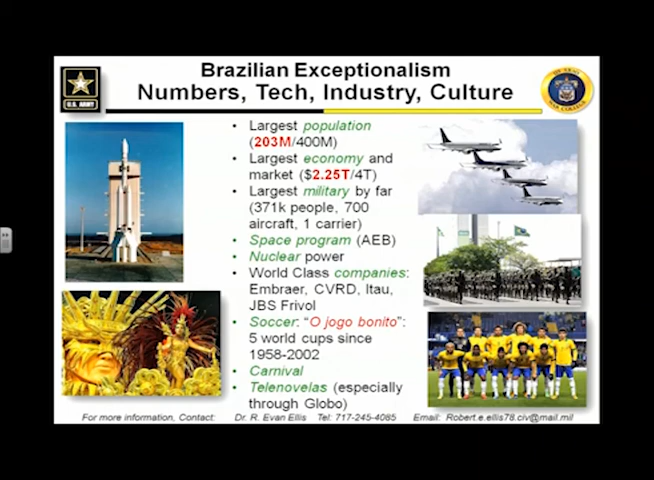 Brazilian Exceptionalism
Numbers, Tech, Industry, Culture
U.S. ARMY
• Largest population
(203M/400M)
• Largest economy and
market ($2.25T/4T)
• Largest military by far
(371k people, 700
aircraft, 1 carrier)
• Space program (AEB)
• Nuclear power
• World Class companies:
Embraer, CVRD, Itau,
JBS Frivol
• Soccer: “O jogo bonito”:
5 world cups since
1958-2002
• Carnival
• Telenovelas (especially
through Globo)
For more information, Contact: Dr. R. Evan Ellis Tel: 717-245-4085 Email: Robert.e.ellis78.civ@mail.mil